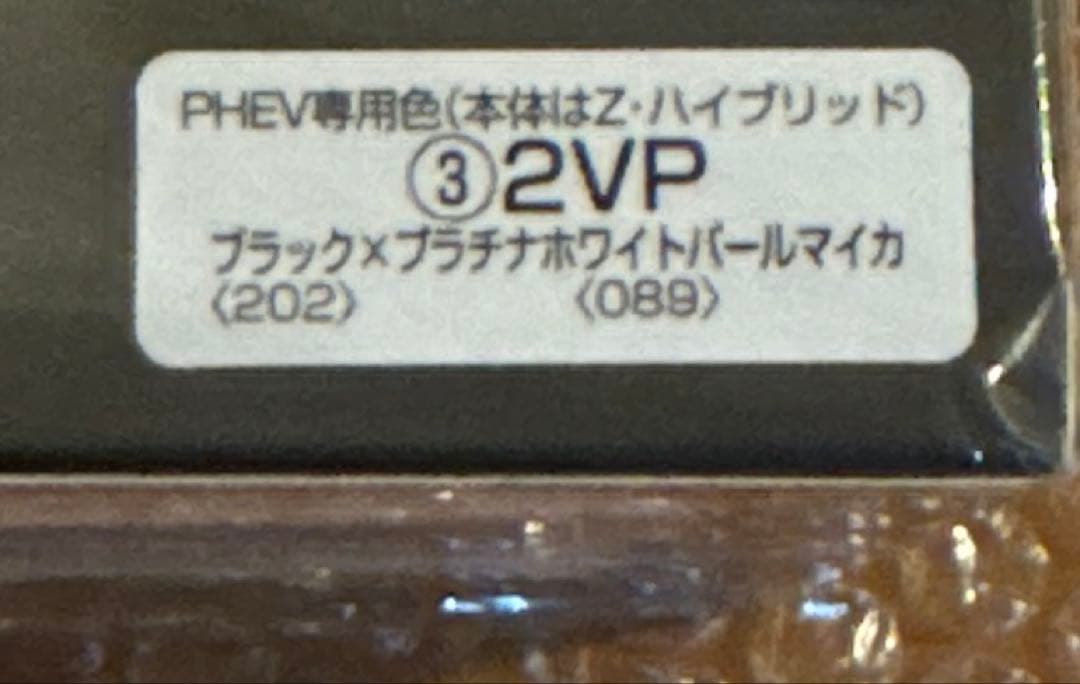 PHEV専用色(本体はZ・ハイブリッド)
③2VP
ブラック×プラチナホワイトパールマイカ
〈202〉 〈089〉